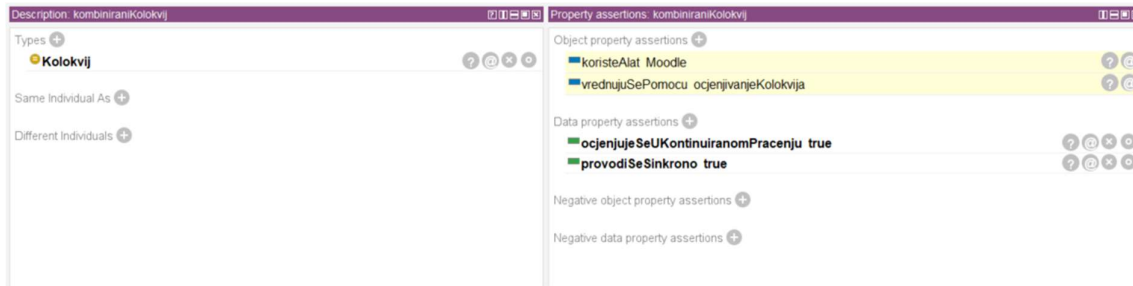 Description: kombiniraniKolokvij
Types
Kolokvij
Same Individual As
Different Individuals
Property assertions: kombiniraniKolokvij
Object property assertions
koristeAlat Moodle
vrednujuSePomocu ocjenjivanjeKolokvija
Data property assertions
ocjenjujeSeUKontinuiranomPracenju true
provodiSeSinkrono true
Negative object property assertions
Negative data property assertions